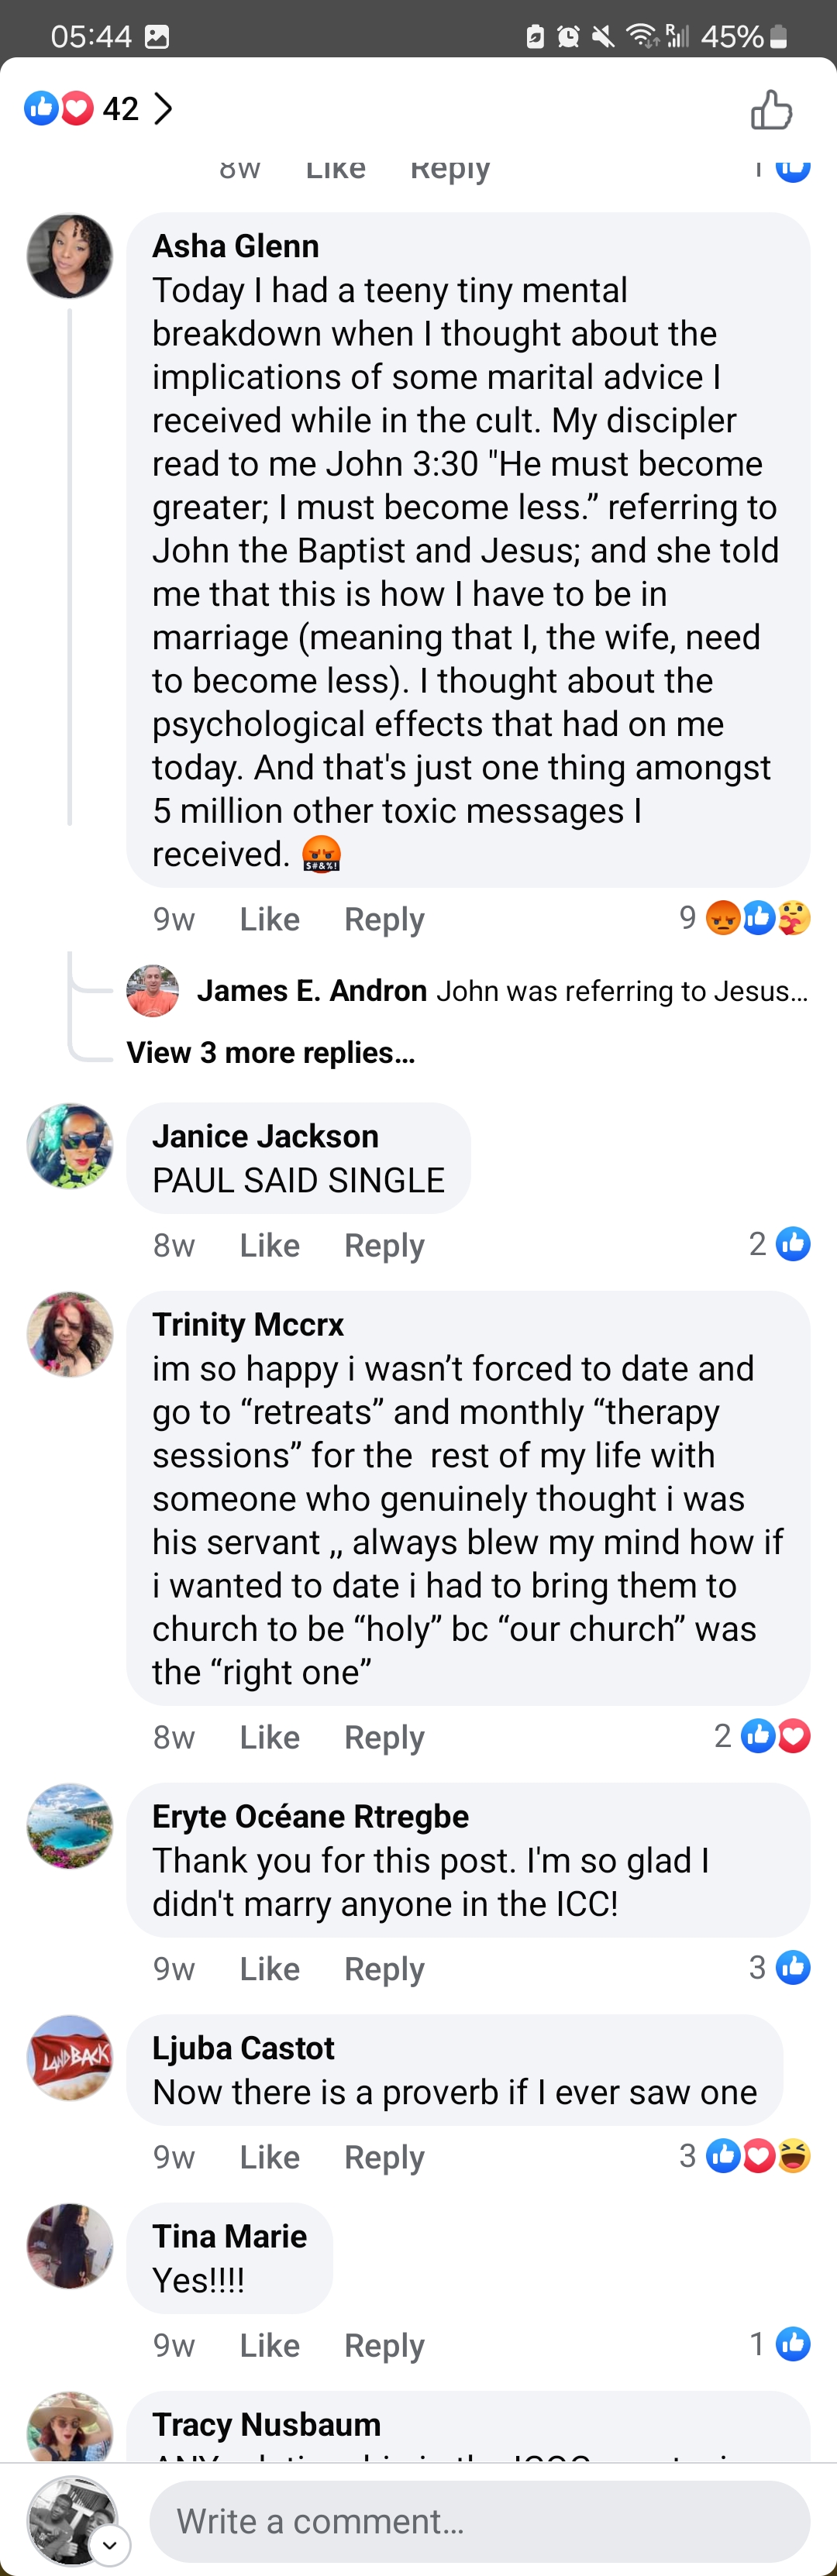 05:44
R
45%
42
8w Like Reply 1
Asha Glenn
Today I had a teeny tiny mental
breakdown when I thought about the
implications of some marital advice I
received while in the cult. My discipler
read to me John 3:30 "He must become
greater; I must become less.” referring to
John the Baptist and Jesus; and she told
me that this is how I have to be in
marriage (meaning that I, the wife, need
to become less). I thought about the
psychological effects that had on me
today. And that's just one thing amongst
5 million other toxic messages I
received. 🤬
9w Like Reply 9
James E. Andron John was referring to Jesus...
View 3 more replies...
Janice Jackson
PAUL SAID SINGLE
8w Like Reply 2
Trinity Mccrx
im so happy i wasn’t forced to date and
go to “retreats” and monthly “therapy
sessions” for the  rest of my life with
someone who genuinely thought i was
his servant ,, always blew my mind how if
i wanted to date i had to bring them to
church to be “holy” bc “our church” was
the “right one”
8w Like Reply 2
Eryte Océane Rtregbe
Thank you for this post. I'm so glad I
didn't marry anyone in the ICC!
9w Like Reply 3
LANDBACK
Ljuba Castot
Now there is a proverb if I ever saw one
9w Like Reply 3
Tina Marie
Yes!!!!
9w Like Reply 1
Tracy Nusbaum
Write a comment...